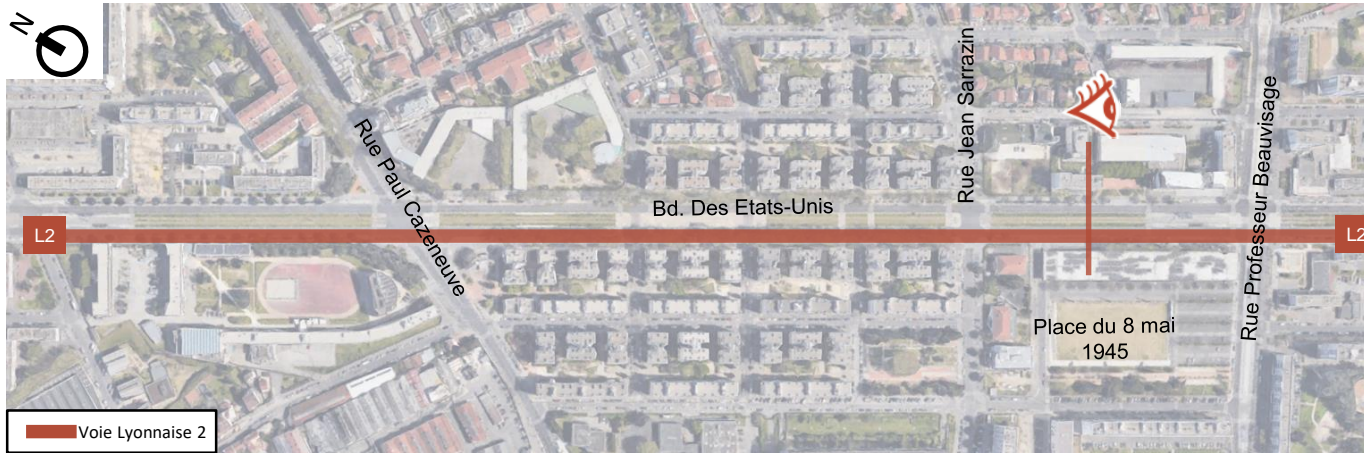 N
Rue Paul Cazeneuve
Rue Jean Sarrazin
Rue Professeur Beauvisage
Bd. Des Etats-Unis
L2
L2
Place du 8 mai
1945
Voie Lyonnaise 2